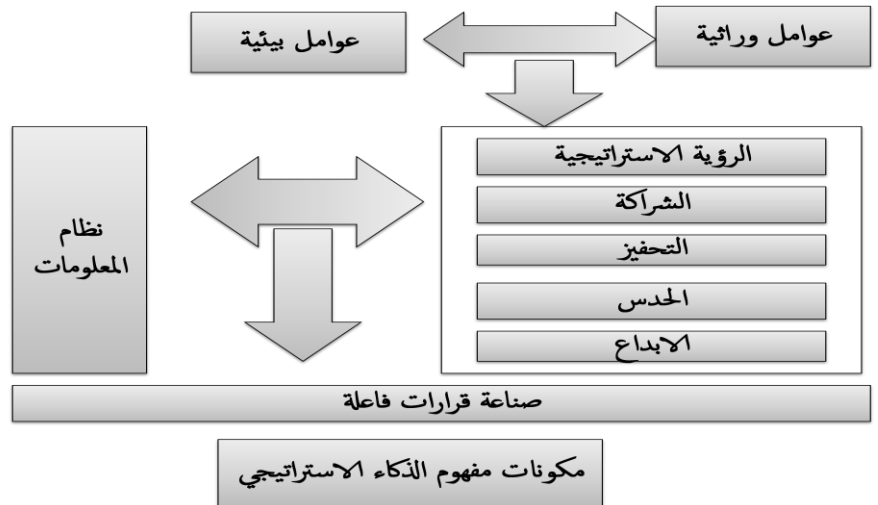 عوامل وراثية
عوامل بيئية
الرؤية الاستراتيجية
الشراكة
التحفيز
الحدس
الابداع
نظام
المعلومات
صناعة قرارات فاعلة
مكونات مفهوم الذكاء الاستراتيجي